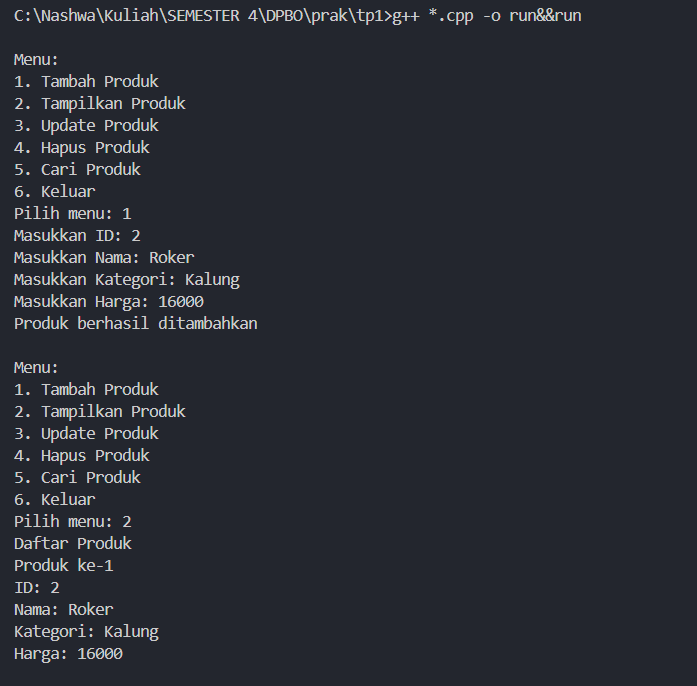 C:\Nashwa\Kuliah\SEMESTER 4\DPBO\prak\tp1>g++ *.cpp -o run&&run
Menu:
1. Tambah Produk
2. Tampilkan Produk
3. Update Produk
4. Hapus Produk
5. Cari Produk
6. Keluar
Pilih menu: 1
Masukkan ID: 2
Masukkan Nama: Roker
Masukkan Kategori: Kalung
Masukkan Harga: 16000
Produk berhasil ditambahkan
Menu:
1. Tambah Produk
2. Tampilkan Produk
3. Update Produk
4. Hapus Produk
5. Cari Produk
6. Keluar
Pilih menu: 2
Daftar Produk
Produk ke-1
ID: 2
Nama: Roker
Kategori: Kalung
Harga: 16000